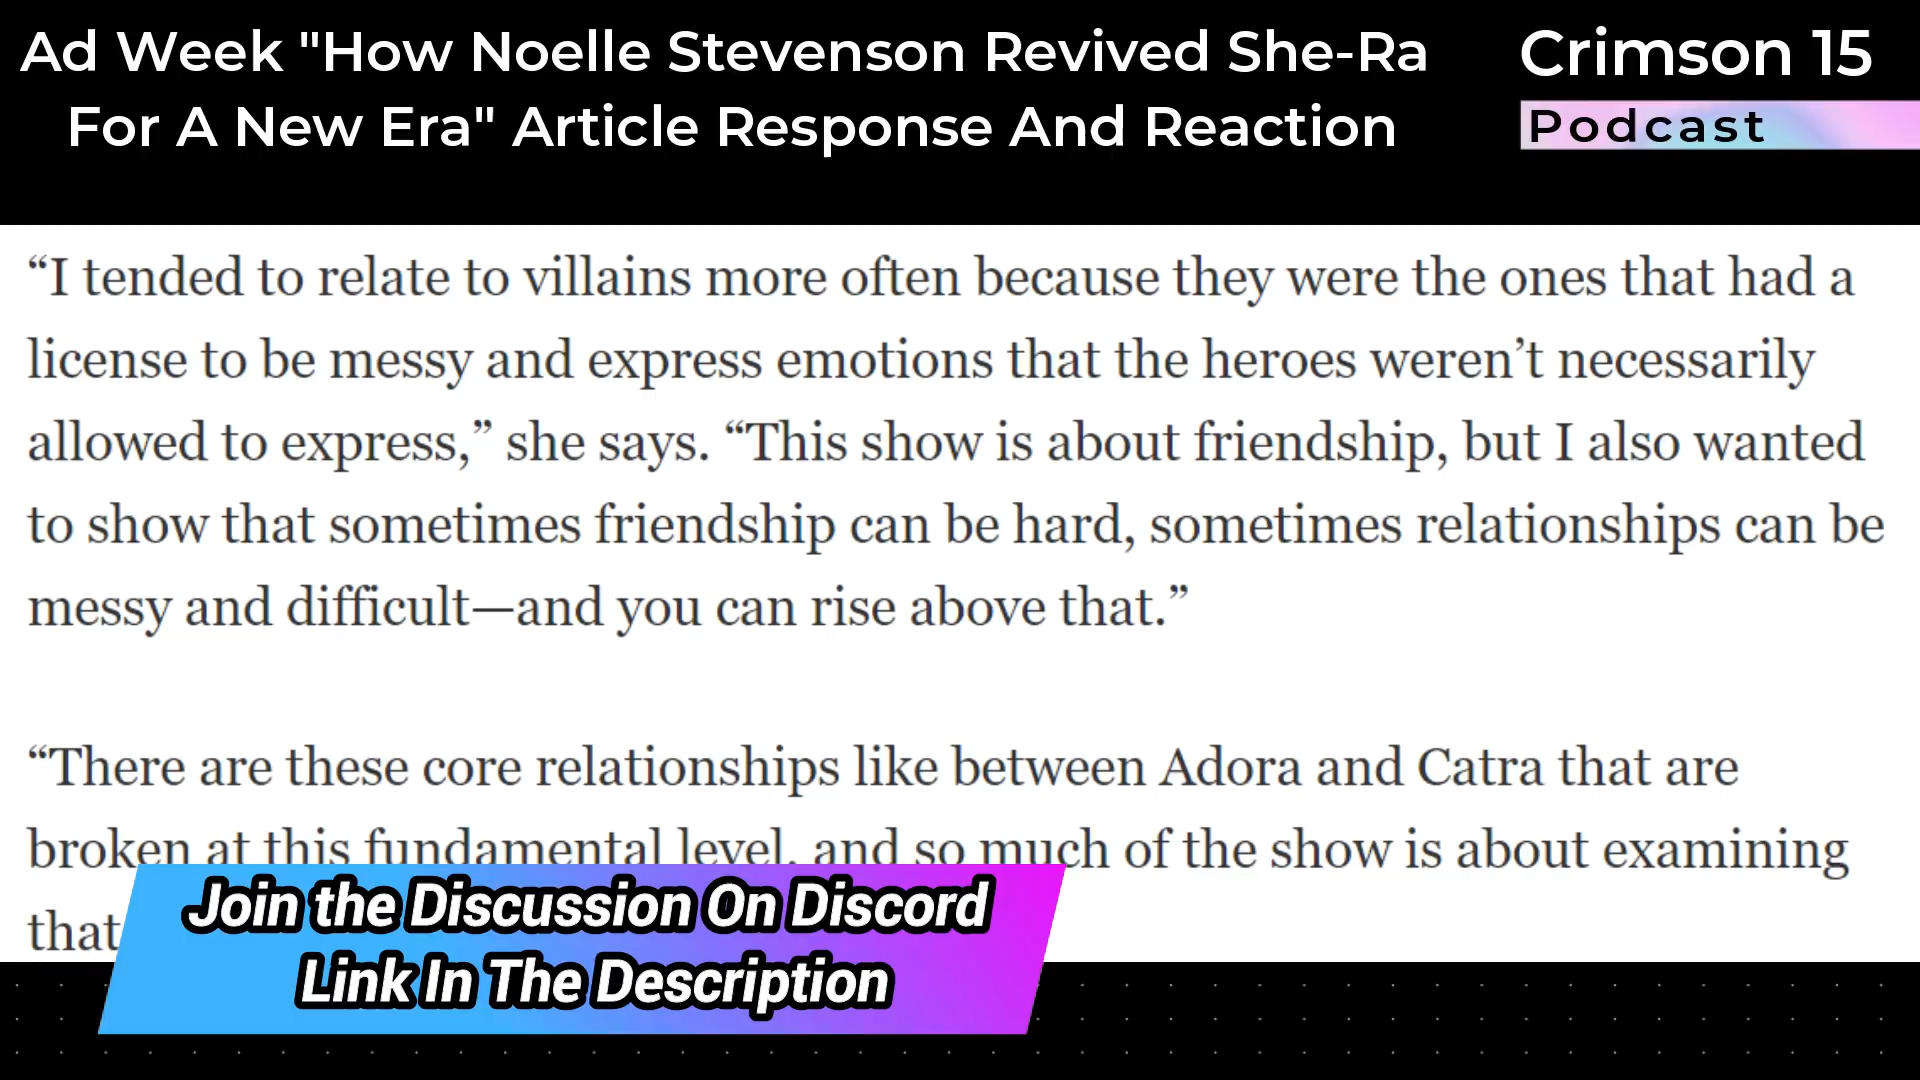 Ad Week "How Noelle Stevenson Revived She-Ra
For A New Era" Article Response And Reaction
Crimson 15
Podcast
“I tended to relate to villains more often because they were the ones that had a
license to be messy and express emotions that the heroes weren’t necessarily
allowed to express,” she says. “This show is about friendship, but I also wanted
to show that sometimes friendship can be hard, sometimes relationships can be
messy and difficult—and you can rise above that.”
“There are these core relationships like between Adora and Catra that are
broken at this fundamental level, and so much of the show is about examining
that
Join the Discussion On Discord
Link In The Description